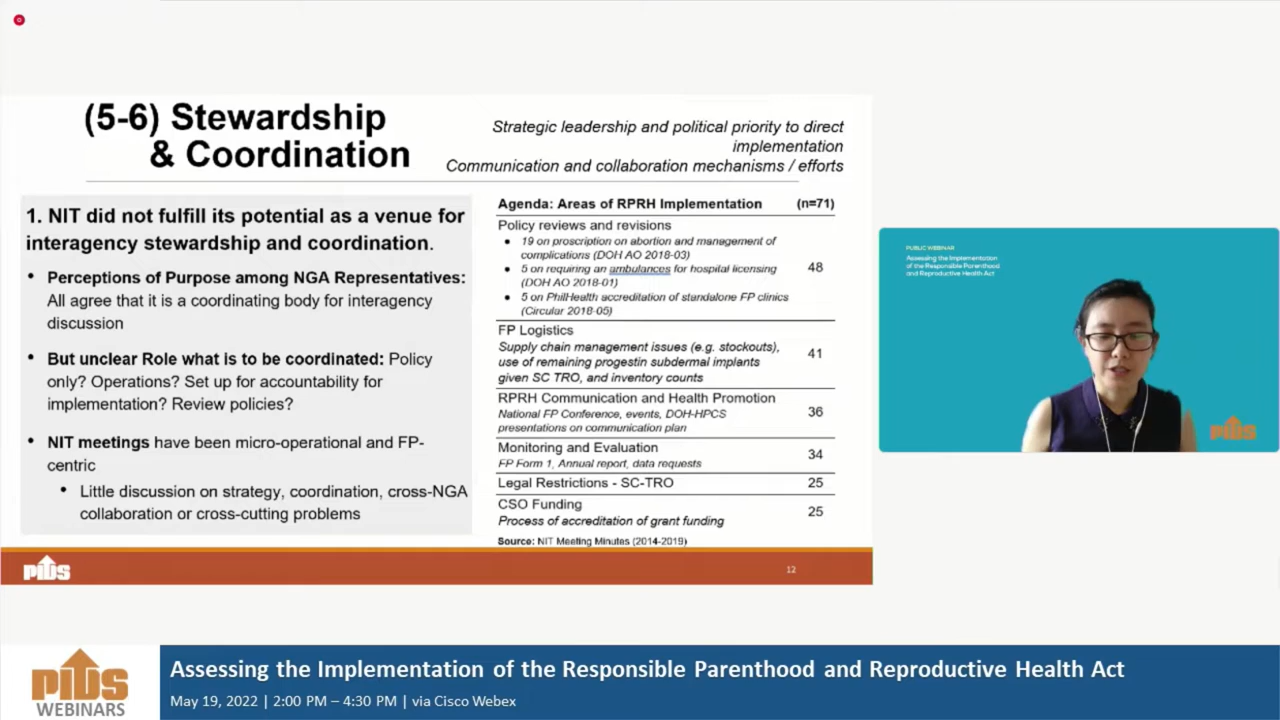 (5-6) Stewardship
& Coordination
Strategic leadership and political priority to direct
implementation
Communication and collaboration mechanisms / efforts
1. NIT did not fulfill its potential as a venue for
interagency stewardship and coordination.
• Perceptions of Purpose among NGA Representatives:
All agree that it is a coordinating body for interagency
discussion
• But unclear Role what is to be coordinated: Policy
only? Operations? Set up for accountability for
implementation? Review policies?
• NIT meetings have been micro-operational and FP-
centric
• Little discussion on strategy, coordination, cross-NGA
collaboration or cross-cutting problems
Agenda: Areas of RPRH Implementation (n=71)
Policy reviews and revisions
• 19 on proscription on abortion and management of
complications (DOH AO 2018-03)
• 5 on requiring an ambulances for hospital licensing 48
(DOH AO 2018-01)
• 5 on PhilHealth accreditation of standalone FP clinics
(Circular 2018-05)
FP Logistics
Supply chain management issues (e.g. stockouts), 41
use of remaining progestin subdermal implants
given SC TRO, and inventory counts
RPRH Communication and Health Promotion
National FP Conference, events, DOH-HPCS 36
presentations on communication plan
Monitoring and Evaluation 34
FP Form 1, Annual report, data requests
Legal Restrictions - SC-TRO 25
CSO Funding 25
Process of accreditation of grant funding
Source: NIT Meeting Minutes (2014-2019)
PIDS
12
PUBLIC WEBINAR
Assessing the Implementation
of the Responsible Parenthood
and Reproductive Health Act
PIDS
PIDS
WEBINARS
Assessing the Implementation of the Responsible Parenthood and Reproductive Health Act
May 19, 2022 | 2:00 PM – 4:30 PM | via Cisco Webex